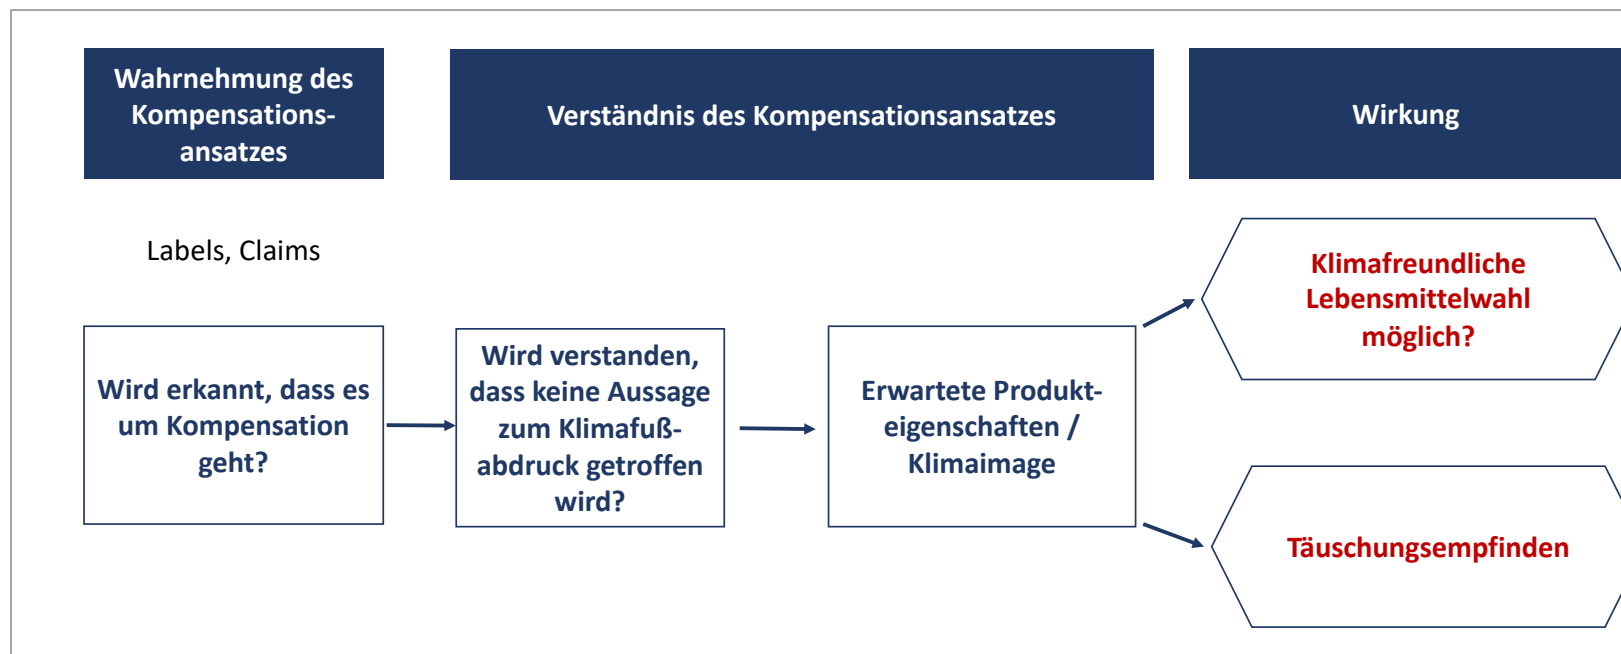 Wahrnehmung des
Kompensations-
ansatzes
Verständnis des Kompensationsansatzes
Wirkung
Labels, Claims
Wird erkannt, dass es
um Kompensation
geht?
Wird verstanden,
dass keine Aussage
zum Klimafuß-
abdruck getroffen
wird?
Erwartete Produkt-
eigenschaften /
Klimaimage
Klimafreundliche
Lebensmittelwahl
möglich?
Täuschungsempfinden